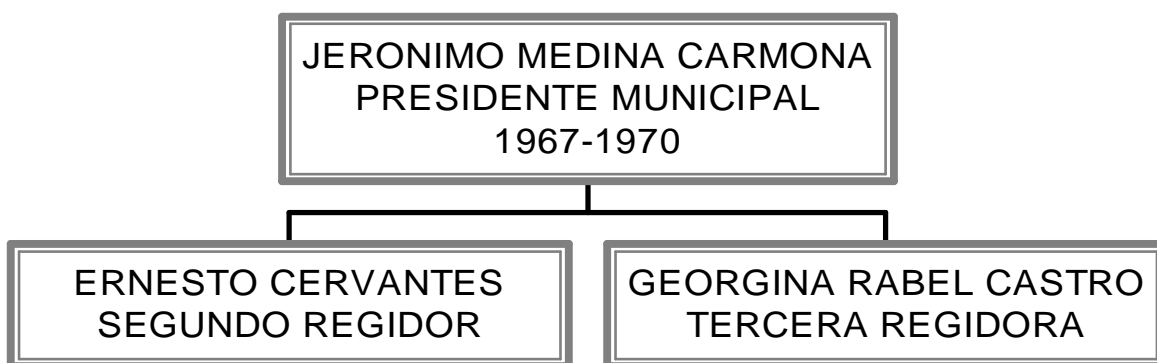 JERONIMO MEDINA CARMONA
PRESIDENTE MUNICIPAL
1967-1970
ERNESTO CERVANTES
SEGUNDO REGIDOR
GEORGINA RABEL CASTRO
TERCERA REGIDORA